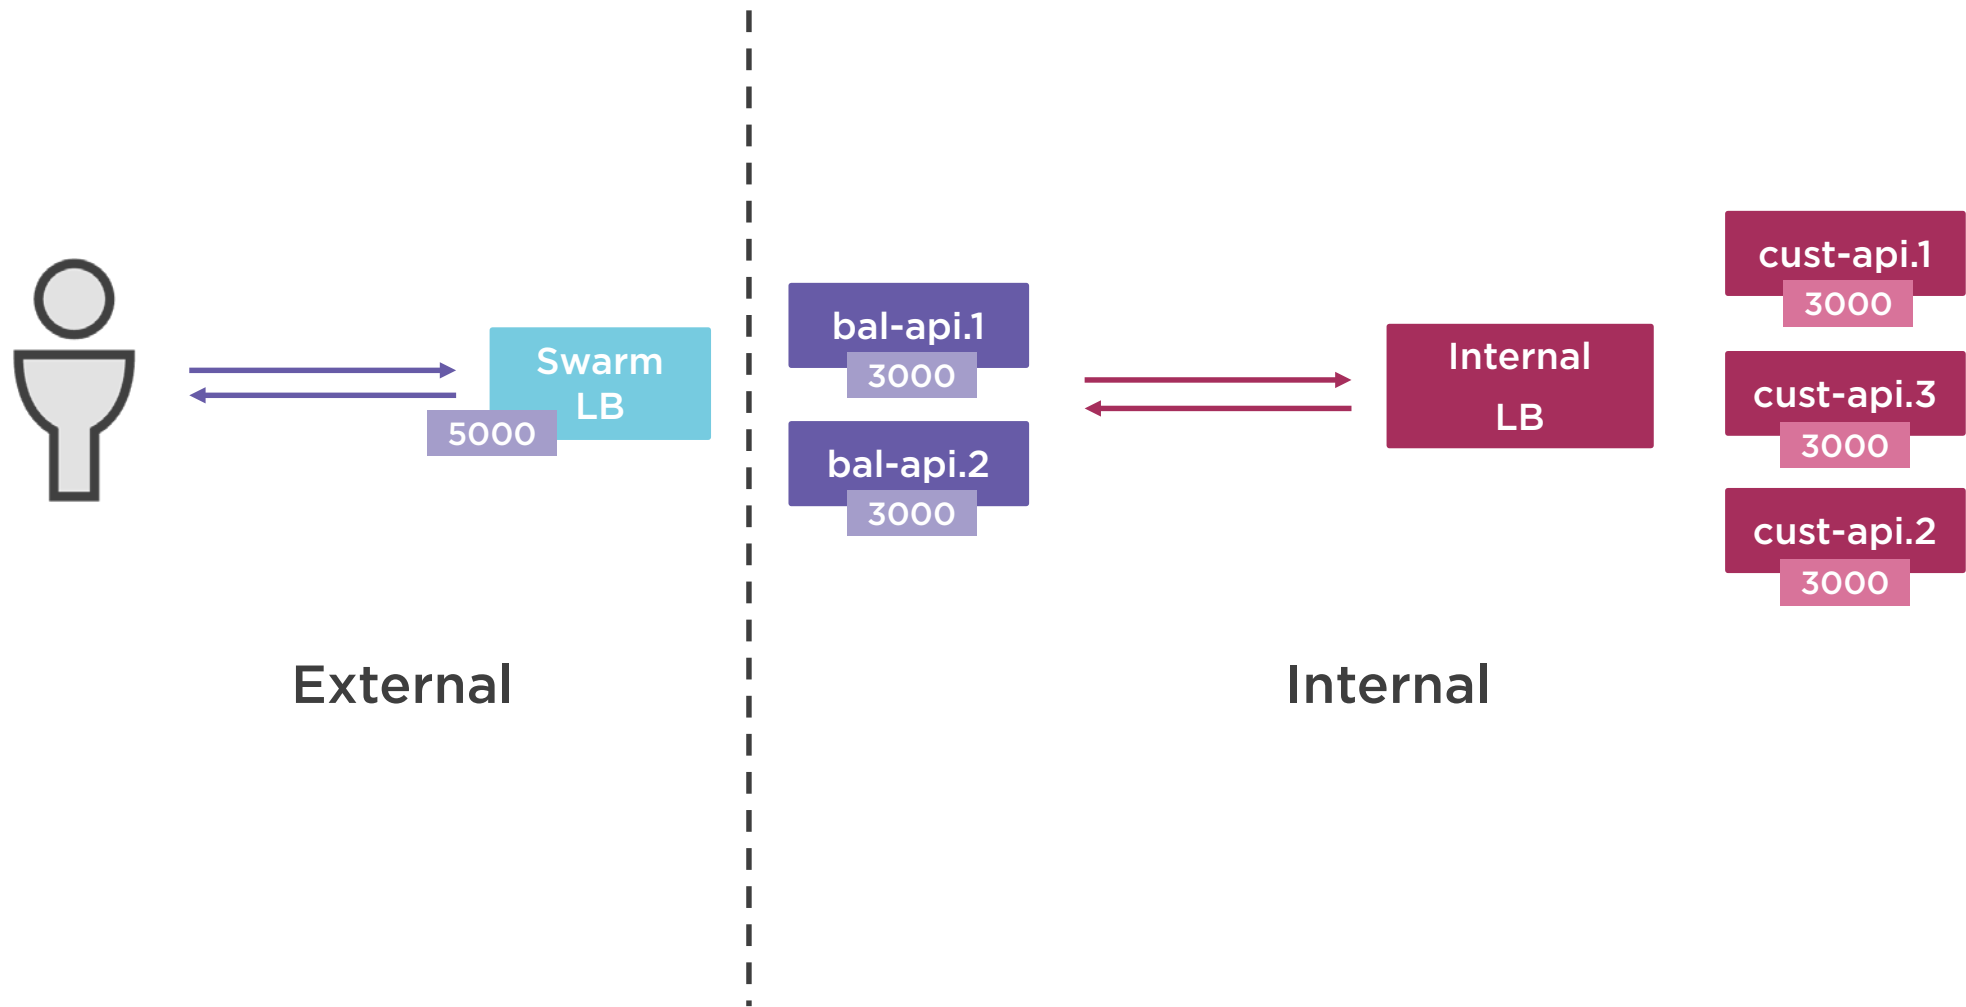 Swarm
LB
5000
bal-api.1
3000
bal-api.2
3000
Internal
LB
cust-api.1
3000
cust-api.3
3000
cust-api.2
3000
External
Internal